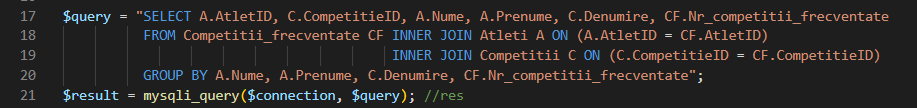 17 $query = "SELECT A.AtletID, C.CompetitieID, A.Nume, A.Prenume, C.Denumire, CF.Nr_competitii_frecventate
18 FROM Competitii_frecventate CF INNER JOIN Atleti A ON (A.AtletID = CF.AtletID)
19 INNER JOIN Competitii C ON (C.CompetitieID = CF.CompetitieID)
20 GROUP BY A.Nume, A.Prenume, C.Denumire, CF.Nr_competitii_frecventate";
21 $result = mysqli_query($connection, $query); //res